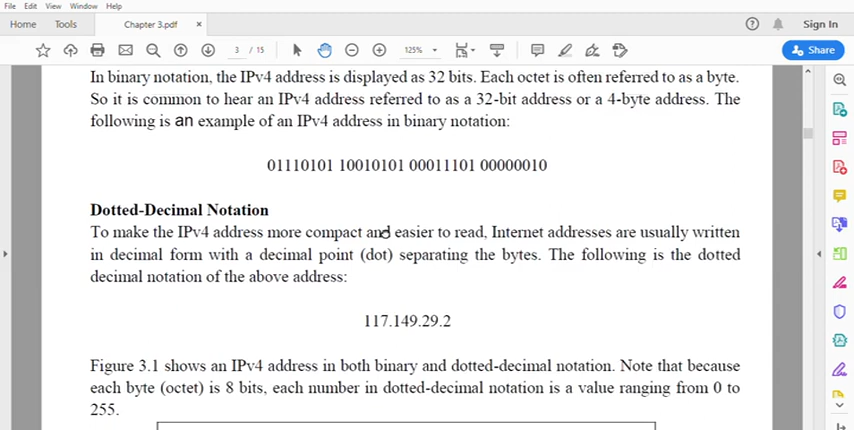 File Edit View Window Help
Home Tools Chapter 3.pdf × Sign In
3 / 15 125% Share
In binary notation, the IPv4 address is displayed as 32 bits. Each octet is often referred to as a byte.
So it is common to hear an IPv4 address referred to as a 32-bit address or a 4-byte address. The
following is an example of an IPv4 address in binary notation:
01110101 10010101 00011101 00000010
Dotted-Decimal Notation
To make the IPv4 address more compact and easier to read, Internet addresses are usually written
in decimal form with a decimal point (dot) separating the bytes. The following is the dotted
decimal notation of the above address:
117.149.29.2
Figure 3.1 shows an IPv4 address in both binary and dotted-decimal notation. Note that because
each byte (octet) is 8 bits, each number in dotted-decimal notation is a value ranging from 0 to
255.